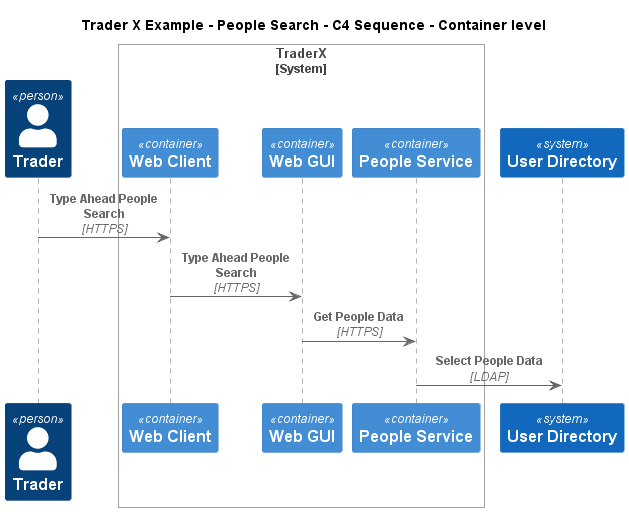 Trader X Example - People Search - C4 Sequence - Container level
TraderX
[System]
«person»
Trader
«container»
Web Client
«container»
Web GUI
«container»
People Service
«system»
User Directory
Type Ahead People
Search
[HTTPS]
Type Ahead People
Search
[HTTPS]
Get People Data
[HTTPS]
Select People Data
[LDAP]
«person»
Trader
«container»
Web Client
«container»
Web GUI
«container»
People Service
«system»
User Directory